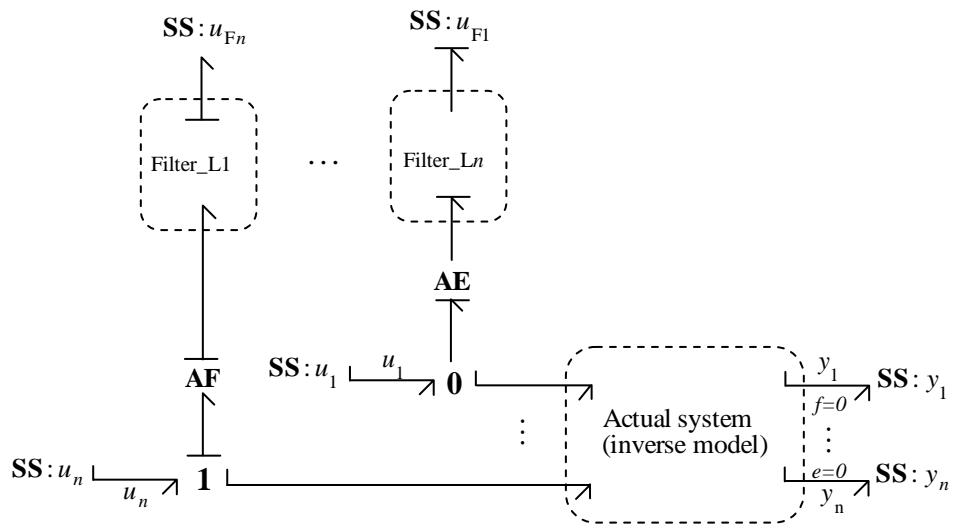 SS : u_Fn
SS : u_F1
Filter_L1
...
Filter_Ln
AE
AF
SS : u_1
u_1
0
y_1
SS : y_1
f=0
⋮
Actual system
(inverse model)
⋮
SS : u_n
u_n
1
e=0
SS : y_n
y_n